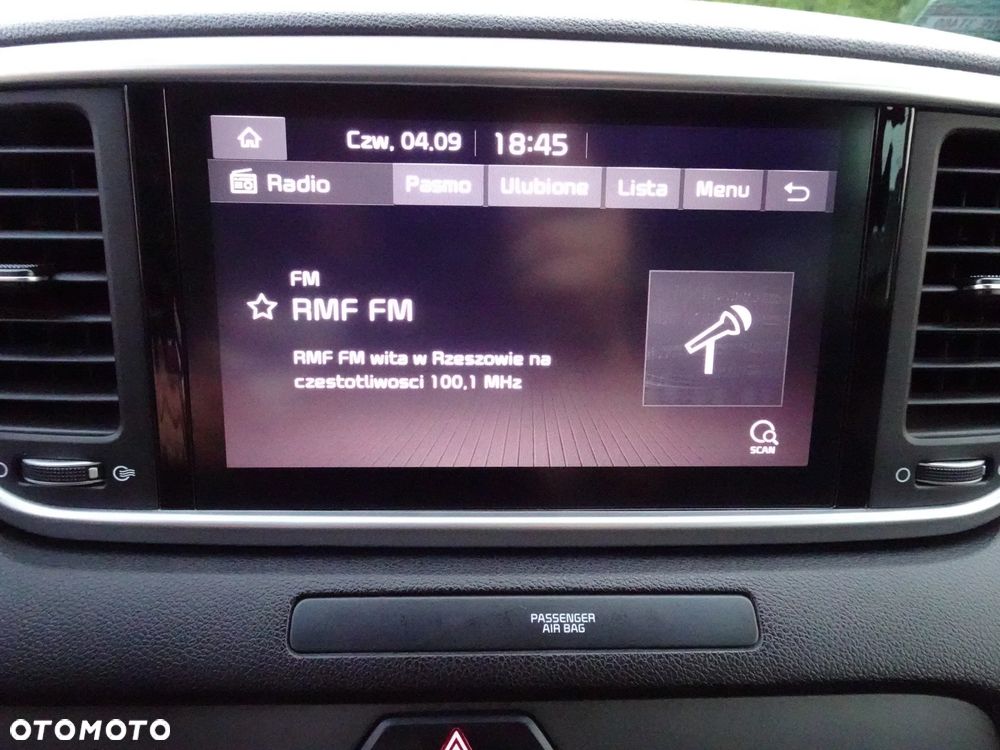 Czw. 04.09 18:45
Radio Pasmo Ulubione Lista Menu
FM
RMF FM
RMF FM wita w Rzeszowie na
czestotliwosci 100,1 MHz
SCAN
PASSENGER
AIR BAG
OTOMOTO